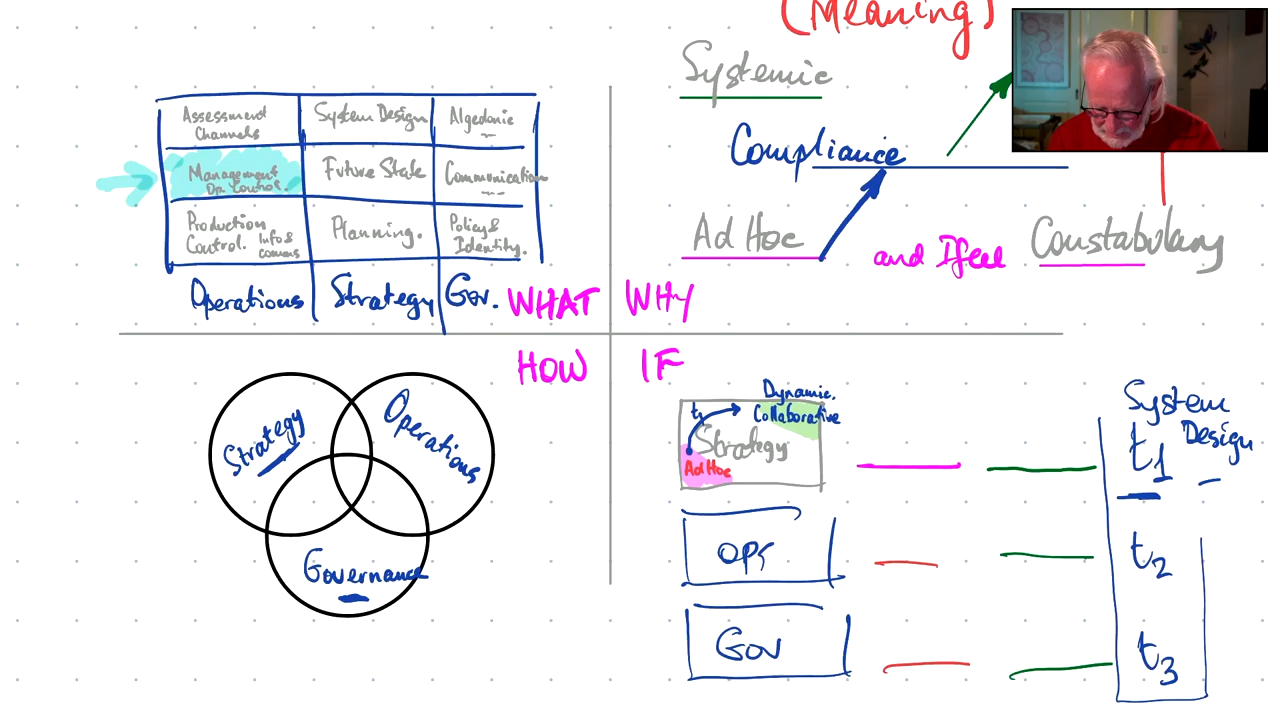 (Meaning)
Systemic
Compliance
Ad Hoc
and I feel
Constabulary
Assessment
Channels
System Design
Algedonic
Management
Op. Control.
Future State
Communication
Production
Control. Info &
comms
Planning.
Policy &
Identity.
Operations
Strategy
Gov.
WHAT
WHY
HOW
IF
Strategy
Operations
Governance
Dynamic.
Collaborative
t1
Strategy
Ad Hoc
System
Design
t1
OPS
t2
Gov
t3